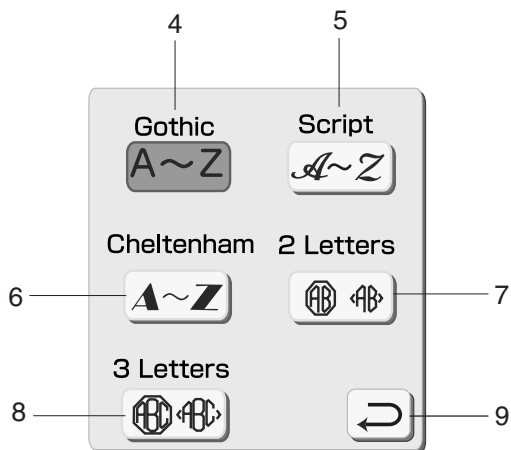 4 5
Gothic Script
A~Z A~Z
Cheltenham 2 Letters
6 A~Z AB <AB> 7
3 Letters
8 ABC <ABC> 9